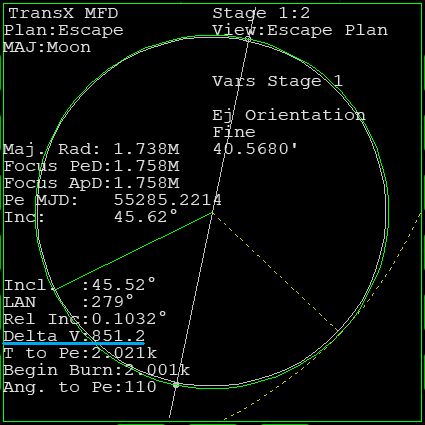 TransX MFD Stage 1:2
Plan:Escape View:Escape Plan
MAJ:Moon
Vars Stage 1
Ej Orientation
Fine
Maj. Rad: 1.738M 40.5680'
Focus PeD:1.758M
Focus ApD:1.758M
Pe MJD: 55285.2214
Inc: 45.62°
Incl. :45.52°
LAN :279°
Rel Inc:0.1032°
Delta V:851.2
T to Pe:2.021k
Begin Burn:2.001k
Ang. to Pe:110